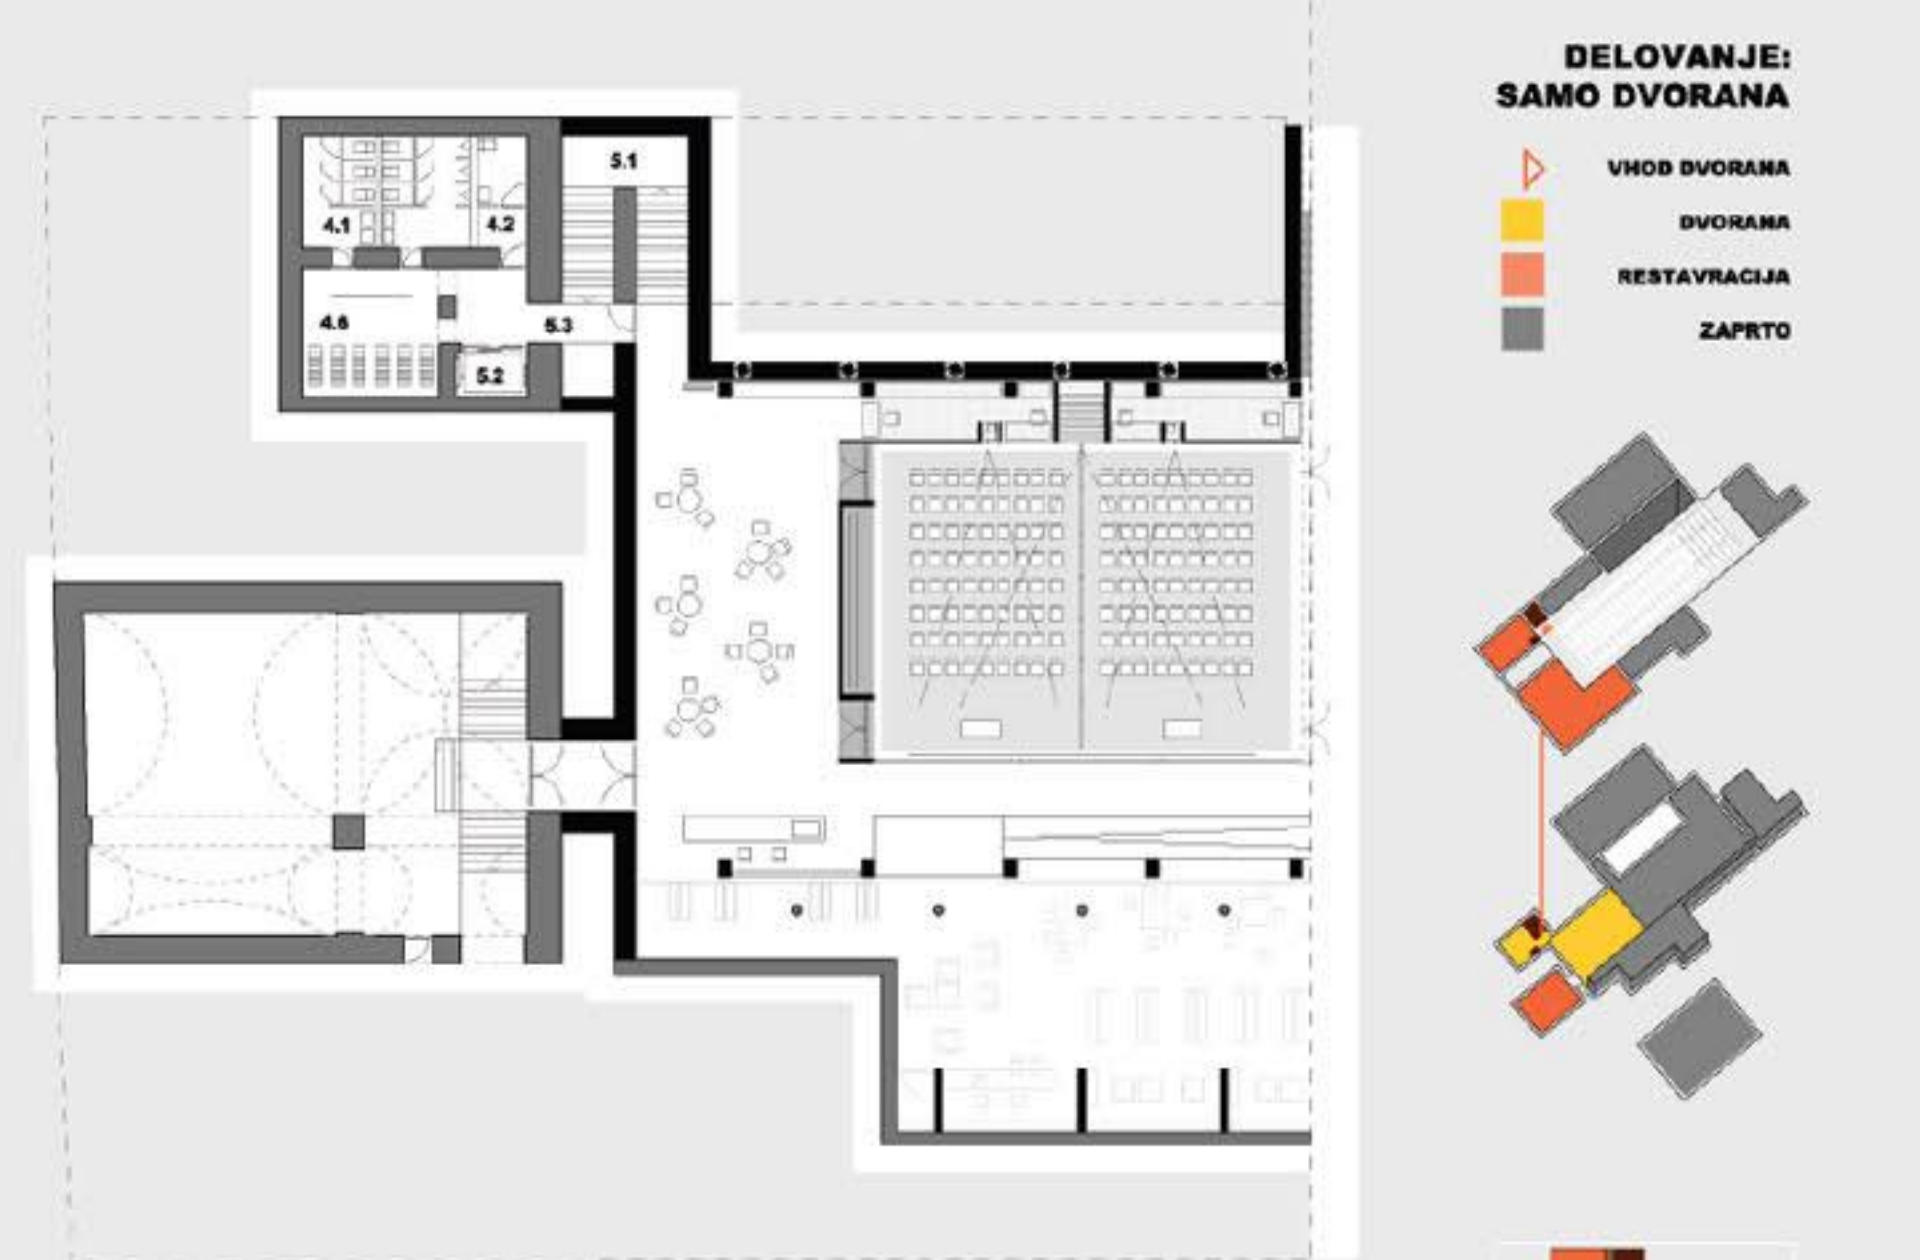 DELOVANJE:
SAMO DVORANA
VHOD DVORANA
DVORANA
RESTAVRACIJA
ZAPRTO
5.1
4.1
4.2
4.6
5.3
5.2